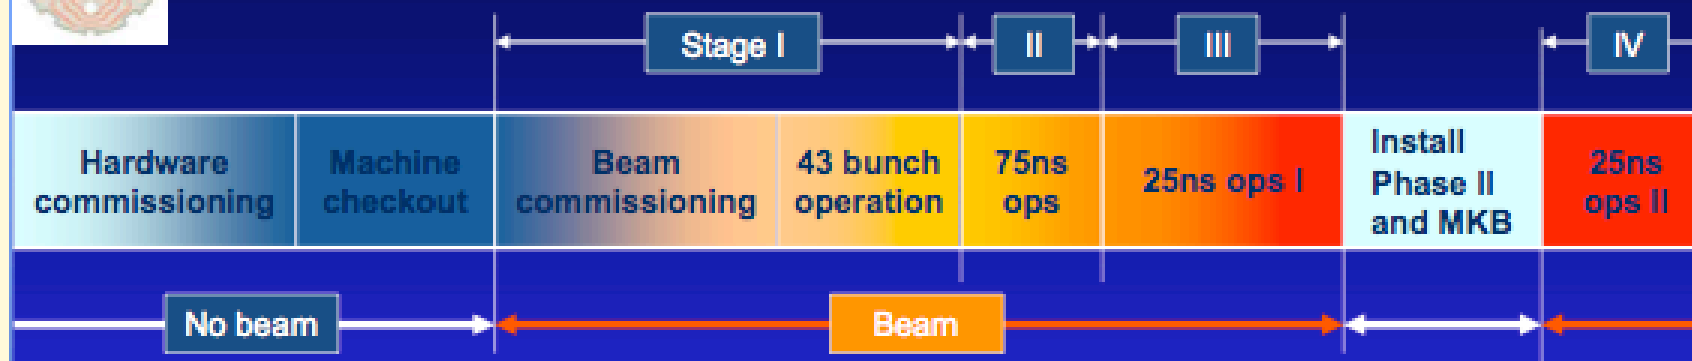 Stage I
II
III
IV
Hardware
commissioning
Machine
checkout
Beam
commissioning
43 bunch
operation
75ns
ops
25ns ops I
Install
Phase II
and MKB
25ns
ops II
No beam
Beam